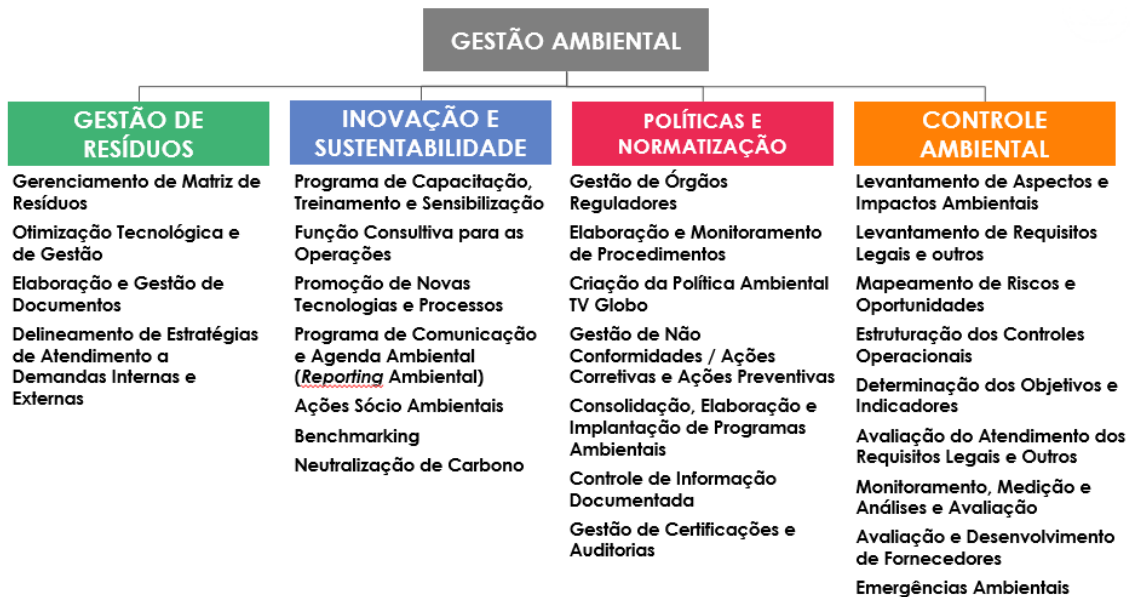 GESTÃO AMBIENTAL
GESTÃO DE
RESÍDUOS
Gerenciamento de Matriz de
Resíduos
Otimização Tecnológica e
de Gestão
Elaboração e Gestão de
Documentos
Delineamento de Estratégias
de Atendimento a
Demandas Internas e
Externas
INOVAÇÃO E
SUSTENTABILIDADE
Programa de Capacitação,
Treinamento e Sensibilização
Função Consultiva para as
Operações
Promoção de Novas
Tecnologias e Processos
Programa de Comunicação
e Agenda Ambiental
(Reporting Ambiental)
Ações Sócio Ambientais
Benchmarking
Neutralização de Carbono
POLÍTICAS E
NORMATIZAÇÃO
Gestão de Órgãos
Reguladores
Elaboração e Monitoramento
de Procedimentos
Criação da Política Ambiental
TV Globo
Gestão de Não
Conformidades / Ações
Corretivas e Ações Preventivas
Consolidação, Elaboração e
Implantação de Programas
Ambientais
Controle de Informação
Documentada
Gestão de Certificações e
Auditorias
CONTROLE
AMBIENTAL
Levantamento de Aspectos e
Impactos Ambientais
Levantamento de Requisitos
Legais e outros
Mapeamento de Riscos e
Oportunidades
Estruturação dos Controles
Operacionais
Determinação dos Objetivos e
Indicadores
Avaliação do Atendimento dos
Requisitos Legais e Outros
Monitoramento, Medição e
Análises e Avaliação
Avaliação e Desenvolvimento
de Fornecedores
Emergências Ambientais